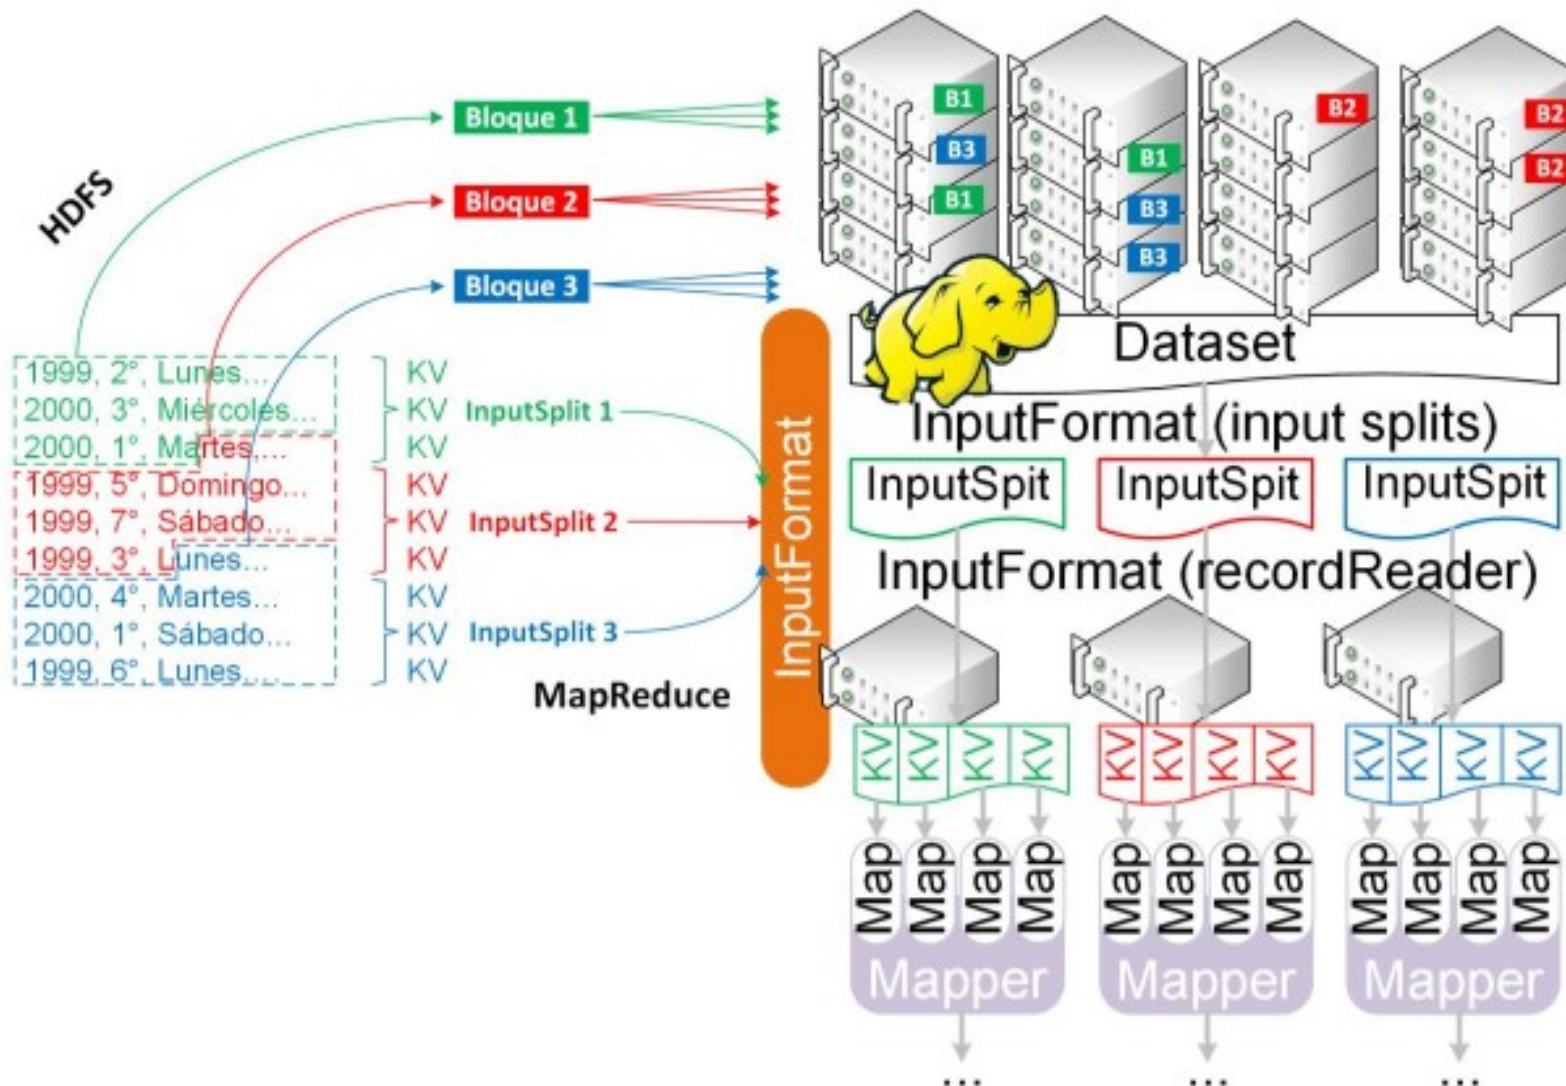 HDFS
Bloque 1
Bloque 2
Bloque 3
B1
B3
B1
B1
B3
B3
B2
B2
B2
1999, 2°, Lunes... KV
2000, 3°, Miércoles... KV InputSplit 1
2000, 1°, Martes,... KV
1999, 5°, Domingo... KV
1999, 7°, Sábado... KV InputSplit 2
1999, 3°, Lunes... KV
2000, 4°, Martes... KV
2000, 1°, Sábado... KV InputSplit 3
1999, 6°, Lunes.... KV
MapReduce
InputFormat
Dataset
InputFormat (input splits)
InputSpit InputSpit InputSpit
InputFormat (recordReader)
KV KV KV KV KV KV KV KV KV KV KV KV
Map Map Map Map Map Map Map Map Map Map Map Map
Mapper Mapper Mapper
... ... ...